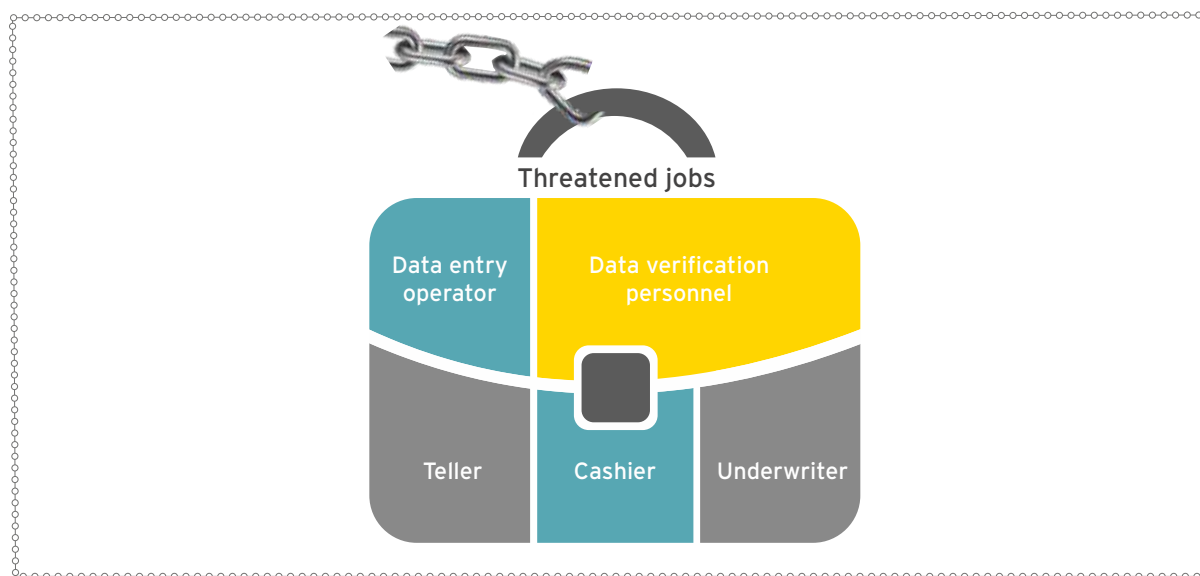 Threatened jobs
Data entry
operator
Data verification
personnel
Teller
Cashier
Underwriter